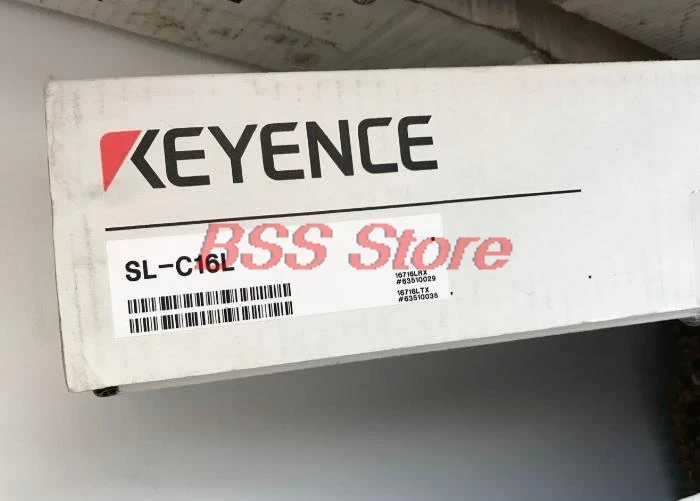 KEYENCE
BSS Store
SL-C16L
16716LRX
#63510029
16716LTX
#63510035